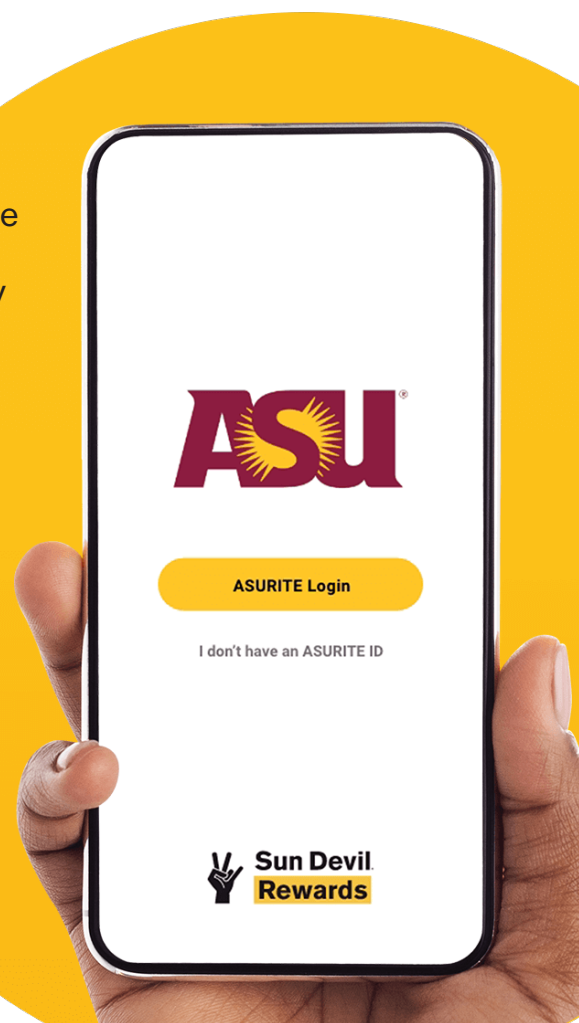 e
y
ASU®
ASURITE Login
I don't have an ASURITE ID
Sun Devil
Rewards